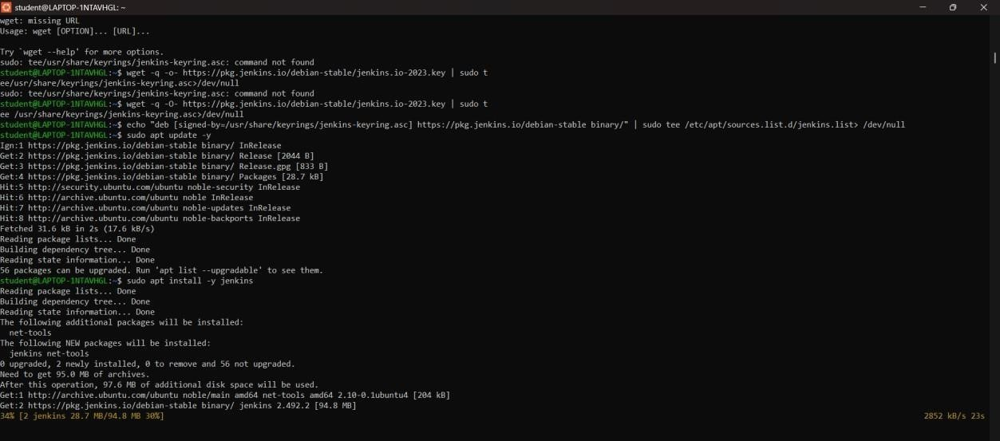 student@LAPTOP-1NTAVHGL: ~
wget: missing URL
Usage: wget [OPTION]... [URL]...
Try `wget --help' for more options.
sudo: tee/usr/share/keyrings/jenkins-keyring.asc: command not found
student@LAPTOP-1NTAVHGL:~$ wget -q -o- https://pkg.jenkins.io/debian-stable/jenkins.io-2023.key | sudo t
ee/usr/share/keyrings/jenkins-keyring.asc>/dev/null
sudo: tee/usr/share/keyrings/jenkins-keyring.asc: command not found
student@LAPTOP-1NTAVHGL:~$ wget -q -O- https://pkg.jenkins.io/debian-stable/jenkins.io-2023.key | sudo t
ee /usr/share/keyrings/jenkins-keyring.asc>/dev/null
student@LAPTOP-1NTAVHGL:~$ echo "deb [signed-by=/usr/share/keyrings/jenkins-keyring.asc] https://pkg.jenkins.io/debian-stable binary/" | sudo tee /etc/apt/sources.list.d/jenkins.list> /dev/null
student@LAPTOP-1NTAVHGL:~$ sudo apt update -y
Ign:1 https://pkg.jenkins.io/debian-stable binary/ InRelease
Get:2 https://pkg.jenkins.io/debian-stable binary/ Release [2044 B]
Get:3 https://pkg.jenkins.io/debian-stable binary/ Release.gpg [833 B]
Get:4 https://pkg.jenkins.io/debian-stable binary/ Packages [28.7 kB]
Hit:5 http://security.ubuntu.com/ubuntu noble-security InRelease
Hit:6 http://archive.ubuntu.com/ubuntu noble InRelease
Hit:7 http://archive.ubuntu.com/ubuntu noble-updates InRelease
Hit:8 http://archive.ubuntu.com/ubuntu noble-backports InRelease
Fetched 31.6 kB in 2s (17.6 kB/s)
Reading package lists... Done
Building dependency tree... Done
Reading state information... Done
56 packages can be upgraded. Run 'apt list --upgradable' to see them.
student@LAPTOP-1NTAVHGL:~$ sudo apt install -y jenkins
Reading package lists... Done
Building dependency tree... Done
Reading state information... Done
The following additional packages will be installed:
  net-tools
The following NEW packages will be installed:
  jenkins net-tools
0 upgraded, 2 newly installed, 0 to remove and 56 not upgraded.
Need to get 95.0 MB of archives.
After this operation, 97.6 MB of additional disk space will be used.
Get:1 http://archive.ubuntu.com/ubuntu noble/main amd64 net-tools amd64 2.10-0.1ubuntu4 [204 kB]
Get:2 https://pkg.jenkins.io/debian-stable binary/ jenkins 2.492.2 [94.8 MB]
34% [2 jenkins 28.7 MB/94.8 MB 30%] 2852 kB/s 23s